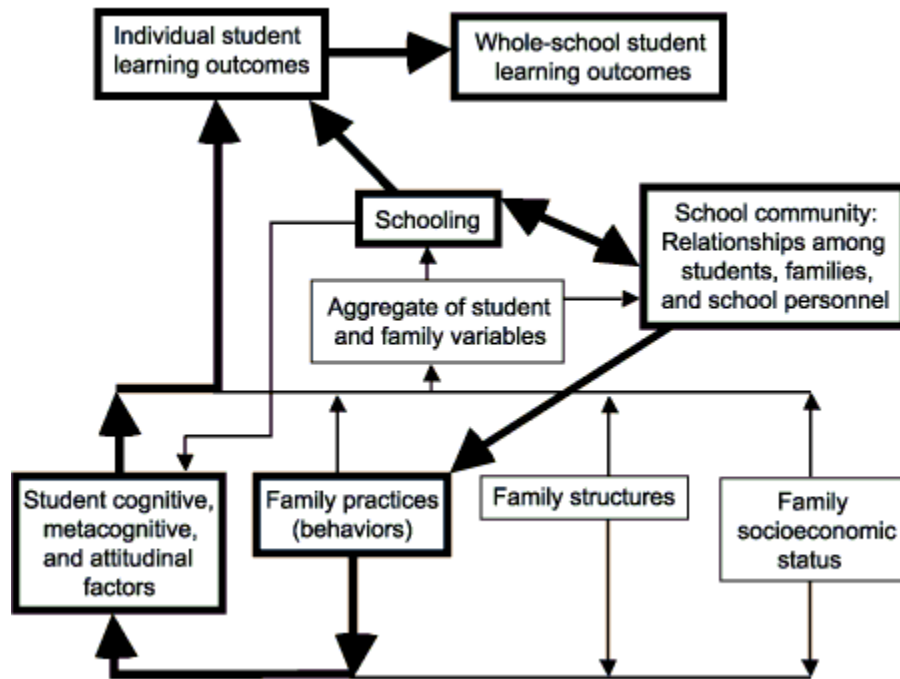 Individual student
learning outcomes
Whole-school student
learning outcomes
Schooling
School community:
Relationships among
students, families,
and school personnel
Aggregate of student
and family variables
Student cognitive,
metacognitive,
and attitudinal
factors
Family practices
(behaviors)
Family structures
Family
socioeconomic
status